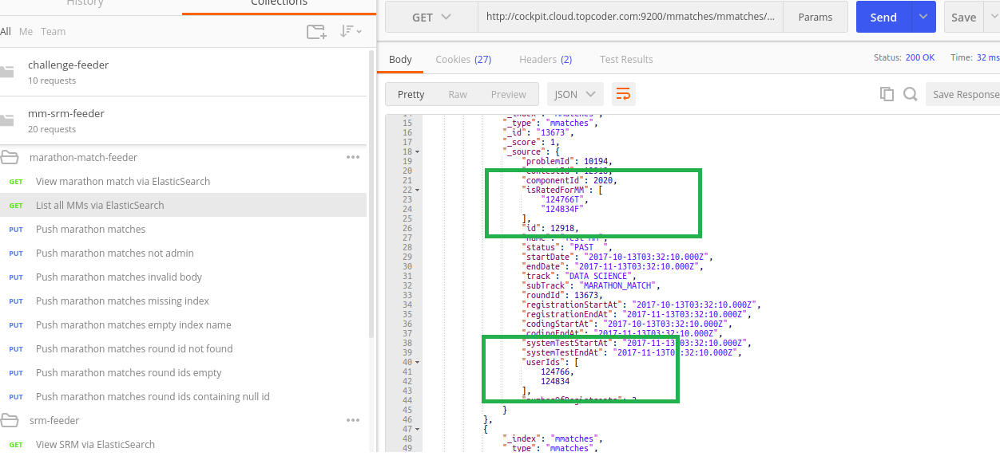 History
Collections
All Me Team
challenge-feeder
10 requests
mm-srm-feeder
20 requests
marathon-match-feeder
GET View marathon match via ElasticSearch
GET List all MMs via ElasticSearch
PUT Push marathon matches
PUT Push marathon matches not admin
PUT Push marathon matches invalid body
PUT Push marathon matches missing index
PUT Push marathon matches empty index name
PUT Push marathon matches round id not found
PUT Push marathon matches round ids empty
PUT Push marathon matches round ids containing null id
srm-feeder
GET View SRM via ElasticSearch
GET http://cockpit.cloud.topcoder.com:9200/mmatches/mmatches/... Params Send Save
Body Cookies (27) Headers (2) Test Results Status: 200 OK Time: 32 ms
Pretty Raw Preview JSON Save Response
14 "_index": "mmatches",
15 "_type": "mmatches",
16 "_id": "13673",
17 "_score": 1,
18 "_source": {
19 "problemId": 10194,
20 "contestId": 12918,
21 "componentId": 2020,
22 "isRatedForMM": [
23 "124766T",
24 "124834F"
25 ],
26 "id": 12918,
27 "name": "Test MM",
28 "status": "PAST  ",
29 "startDate": "2017-10-13T03:32:10.000Z",
30 "endDate": "2017-11-13T03:32:10.000Z",
31 "track": "DATA SCIENCE",
32 "subTrack": "MARATHON_MATCH",
33 "roundId": 13673,
34 "registrationStartAt": "2017-10-13T03:32:10.000Z",
35 "registrationEndAt": "2017-11-13T03:32:10.000Z",
36 "codingStartAt": "2017-10-13T03:32:10.000Z",
37 "codingEndAt": "2017-11-13T03:32:10.000Z",
38 "systemTestStartAt": "2017-11-13T03:32:10.000Z",
39 "systemTestEndAt": "2017-11-13T03:32:10.000Z",
40 "userIds": [
41 124766,
42 124834
43 ],
44 "numberOfRegistrants": 2
45 }
46 },
47 {
48 "_index": "mmatches",
49 "_type": "mmatches",